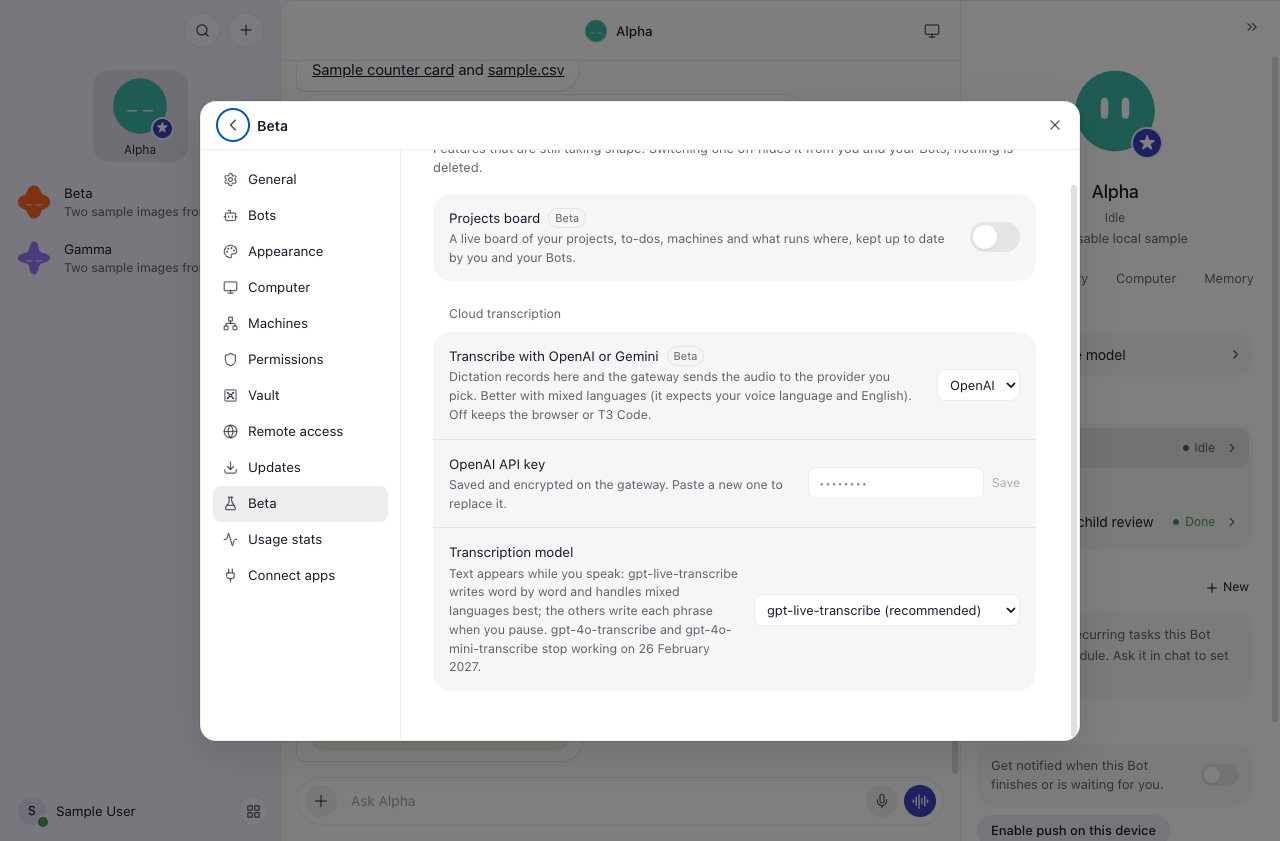 Alpha
Sample counter card and sample.csv
Alpha
Beta
Two sample images fro
Gamma
Two sample images fro
S
Sample User
Beta
General
Bots
Appearance
Computer
Machines
Permissions
Vault
Remote access
Updates
Beta
Usage stats
Connect apps
Features that are still taking shape. Switching one off hides it from you and your Bots, nothing is
deleted.
Projects board Beta
A live board of your projects, to-dos, machines and what runs where, kept up to date
by you and your Bots.
Cloud transcription
Transcribe with OpenAI or Gemini Beta
Dictation records here and the gateway sends the audio to the provider you
pick. Better with mixed languages (it expects your voice language and English).
Off keeps the browser or T3 Code.
OpenAI
OpenAI API key
Saved and encrypted on the gateway. Paste a new one to
replace it.
Save
Transcription model
Text appears while you speak: gpt-live-transcribe
writes word by word and handles mixed
languages best; the others write each phrase
when you pause. gpt-4o-transcribe and gpt-4o-
mini-transcribe stop working on 26 February
2027.
gpt-live-transcribe (recommended)
Ask Alpha
Alpha
Idle
sable local sample
Computer Memory
model
Idle
child review Done
New
ecurring tasks this Bot
dule. Ask it in chat to set
Get notified when this Bot
finishes or is waiting for you.
Enable push on this device